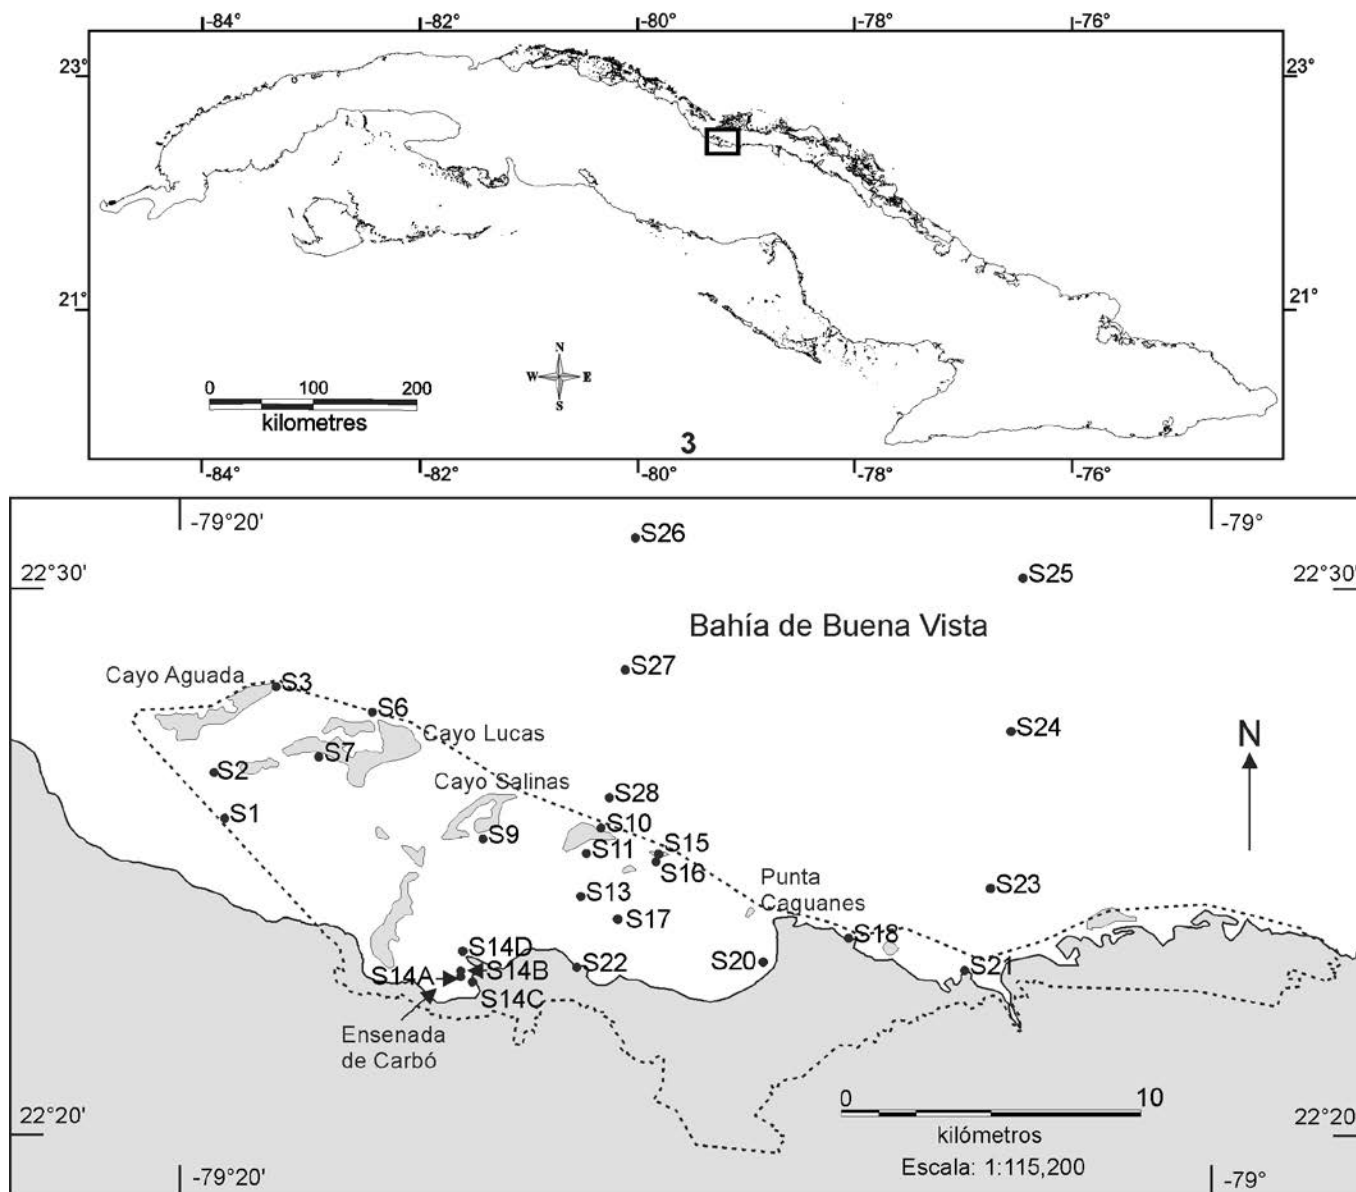 -84°
-82°
-80°
-78°
-76°
23°
23°
21°
21°
N
W
E
S
0
100
200
kilometres
3
-84°
-82°
-80°
-78°
-76°
-79°20'
-79°
S26
22°30'
S25
22°30'
Bahía de Buena Vista
Cayo Aguada
S3
S27
S6
Cayo Lucas
S24
N
S7
S2
Cayo Salinas
S28
S1
S10
S9
S11
S15
S16
Punta
Caguanes
S23
S13
S17
S18
S14D
S14A
S14B
S22
S20
S21
S14C
Ensenada
de Carbó
0
10
22°20'
22°20'
kilómetros
Escala: 1:115,200
-79°20'
-79°